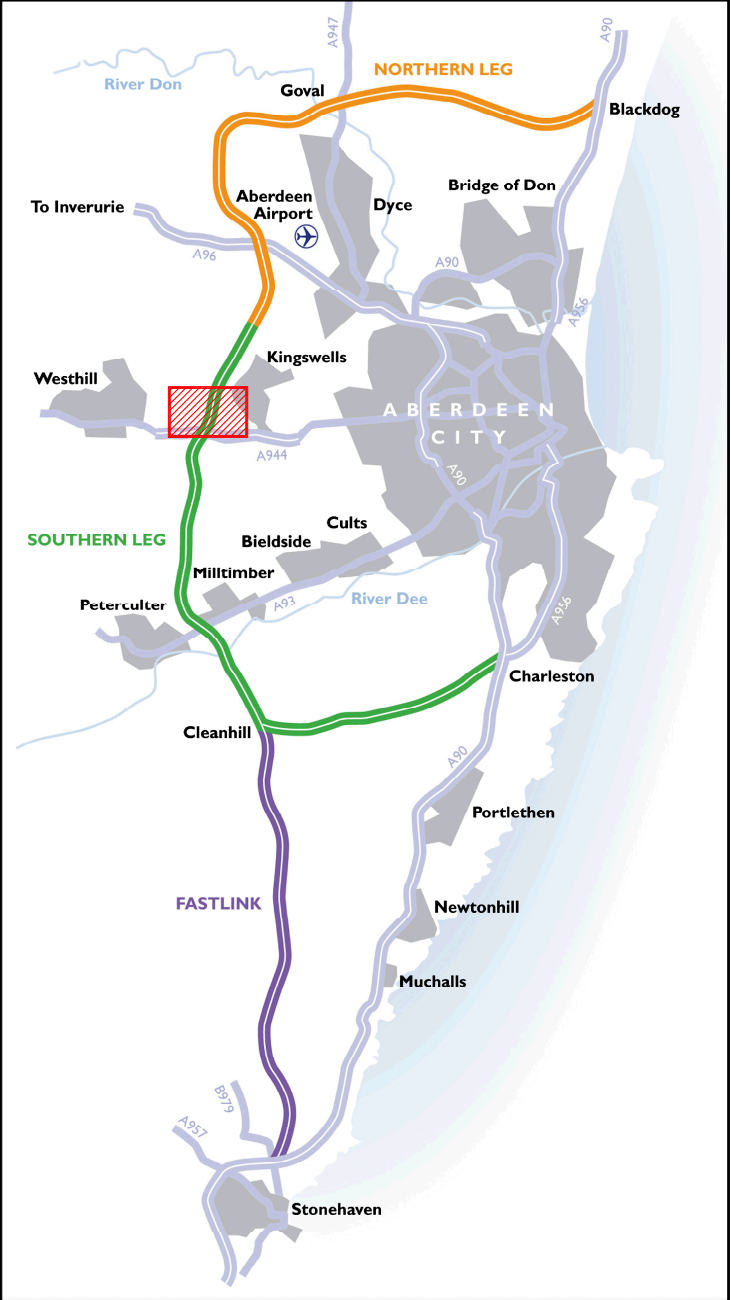 A947
A90
NORTHERN LEG
River Don
Goval
Blackdog
Bridge of Don
Aberdeen
Airport
Dyce
To Inverurie
A96
A90
A956
Kingswells
Westhill
ABERDEEN
CITY
A944
A90
Cults
SOUTHERN LEG
Bieldside
Milltimber
River Dee
Peterculter
A93
A956
Charleston
Cleanhill
A90
Portlethen
FASTLINK
Newtonhill
Muchalls
B979
A957
Stonehaven